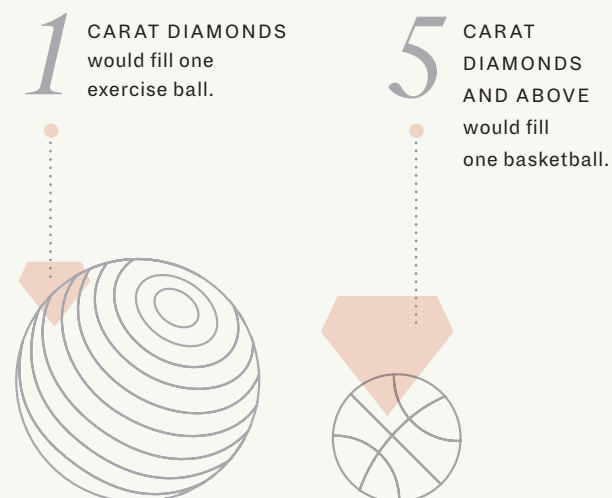 1 CARAT DIAMONDS
would fill one
exercise ball.
5 CARAT
DIAMONDS
AND ABOVE
would fill
one basketball.